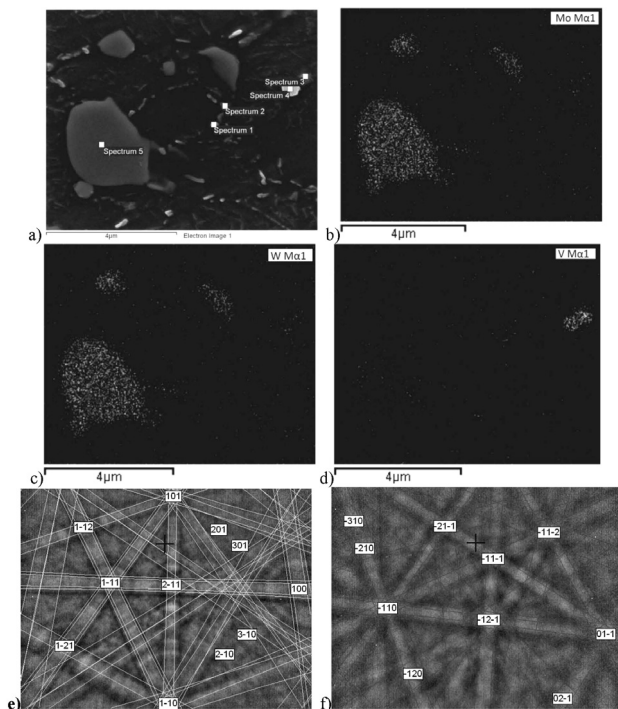 Spectrum 3
Spectrum 4
Spectrum 2
Spectrum 1
Spectrum 5
a) 4µm Electron Image 1
Mo Mα1
b) 4µm
W Mα1
c) 4µm
V Mα1
d) 4µm
101
1-12
201
301
1-11
2-11
100
1-21
3-10
2-10
e) 1-10
-310
-21-1
-11-2
-210
-11-1
-110
-12-1
01-1
-120
f) 02-1